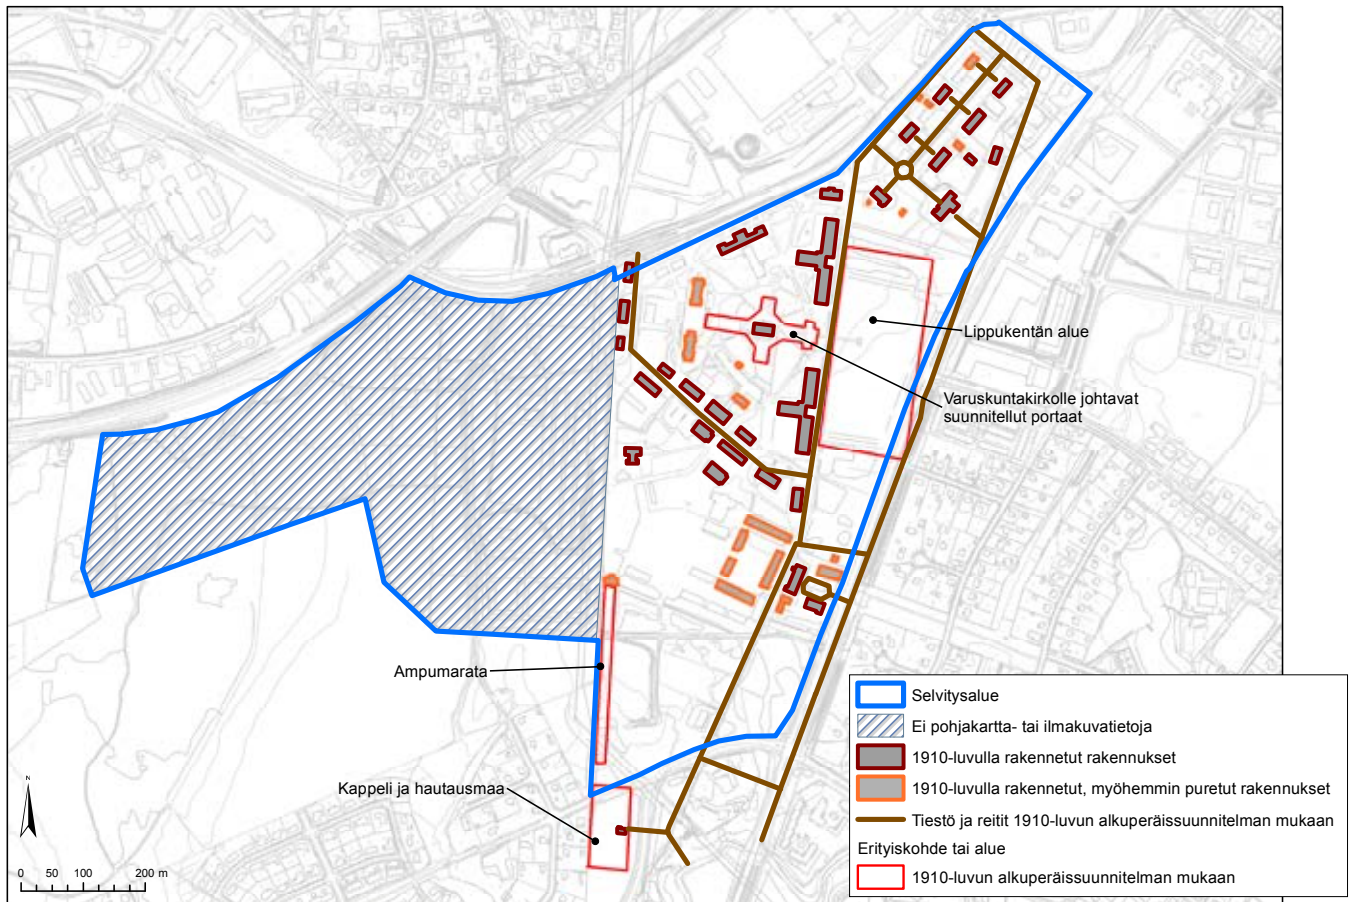 Lippukentän alue
Varuskuntakirkolle johtavat
suunnitellut portaat
Ampumarata
Kappeli ja hautausmaa
N
0 50 100 200 m
Selvitysalue
Ei pohjakartta- tai ilmakuvatietoja
1910-luvulla rakennetut rakennukset
1910-luvulla rakennetut, myöhemmin puretut rakennukset
Tiestö ja reitit 1910-luvun alkuperäissuunnitelman mukaan
Erityiskohde tai alue
1910-luvun alkuperäissuunnitelman mukaan